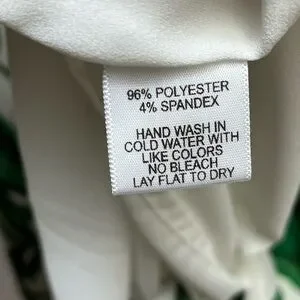 96% POLYESTER
4% SPANDEX
HAND WASH IN
COLD WATER WITH
LIKE COLORS
NO BLEACH
LAY FLAT TO DRY